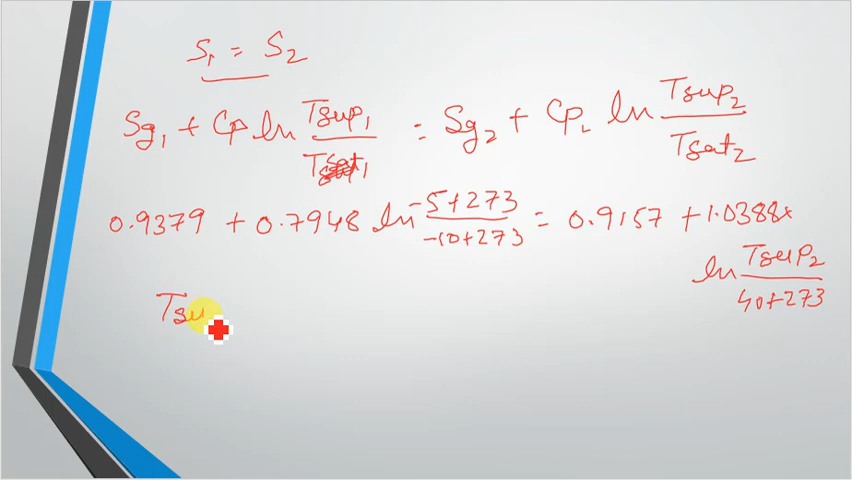 S₁ = S₂
Sg₁ + Cp ln Tsup₁ / Tsat₁ = Sg₂ + Cp₂ ln Tsup₂ / Tsat₂
0.9379 + 0.7948 ln -5+273 / -10+273 = 0.9157 + 1.0388x
ln Tsup₂ / 40+273
Tsu